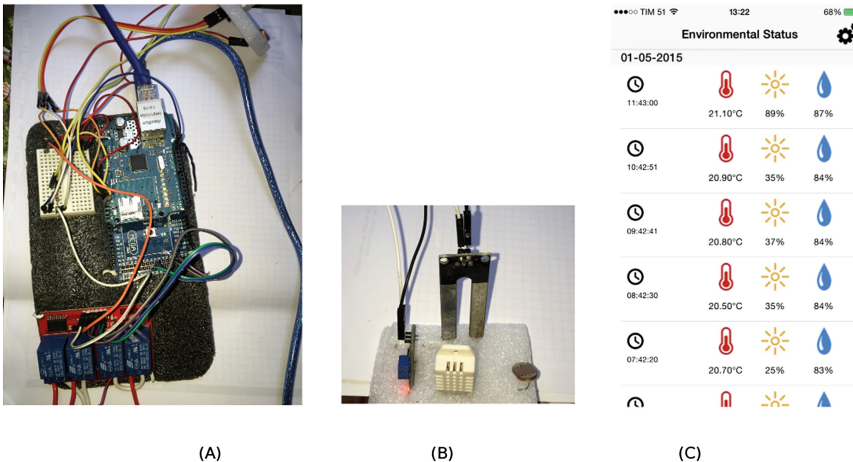 TIM 51 13:22 68%
Environmental Status
01-05-2015
11:43:00 21.10°C 89% 87%
10:42:51 20.90°C 35% 84%
09:42:41 20.80°C 37% 84%
08:42:30 20.50°C 35% 84%
07:42:20 20.70°C 25% 83%
(A) (B) (C)